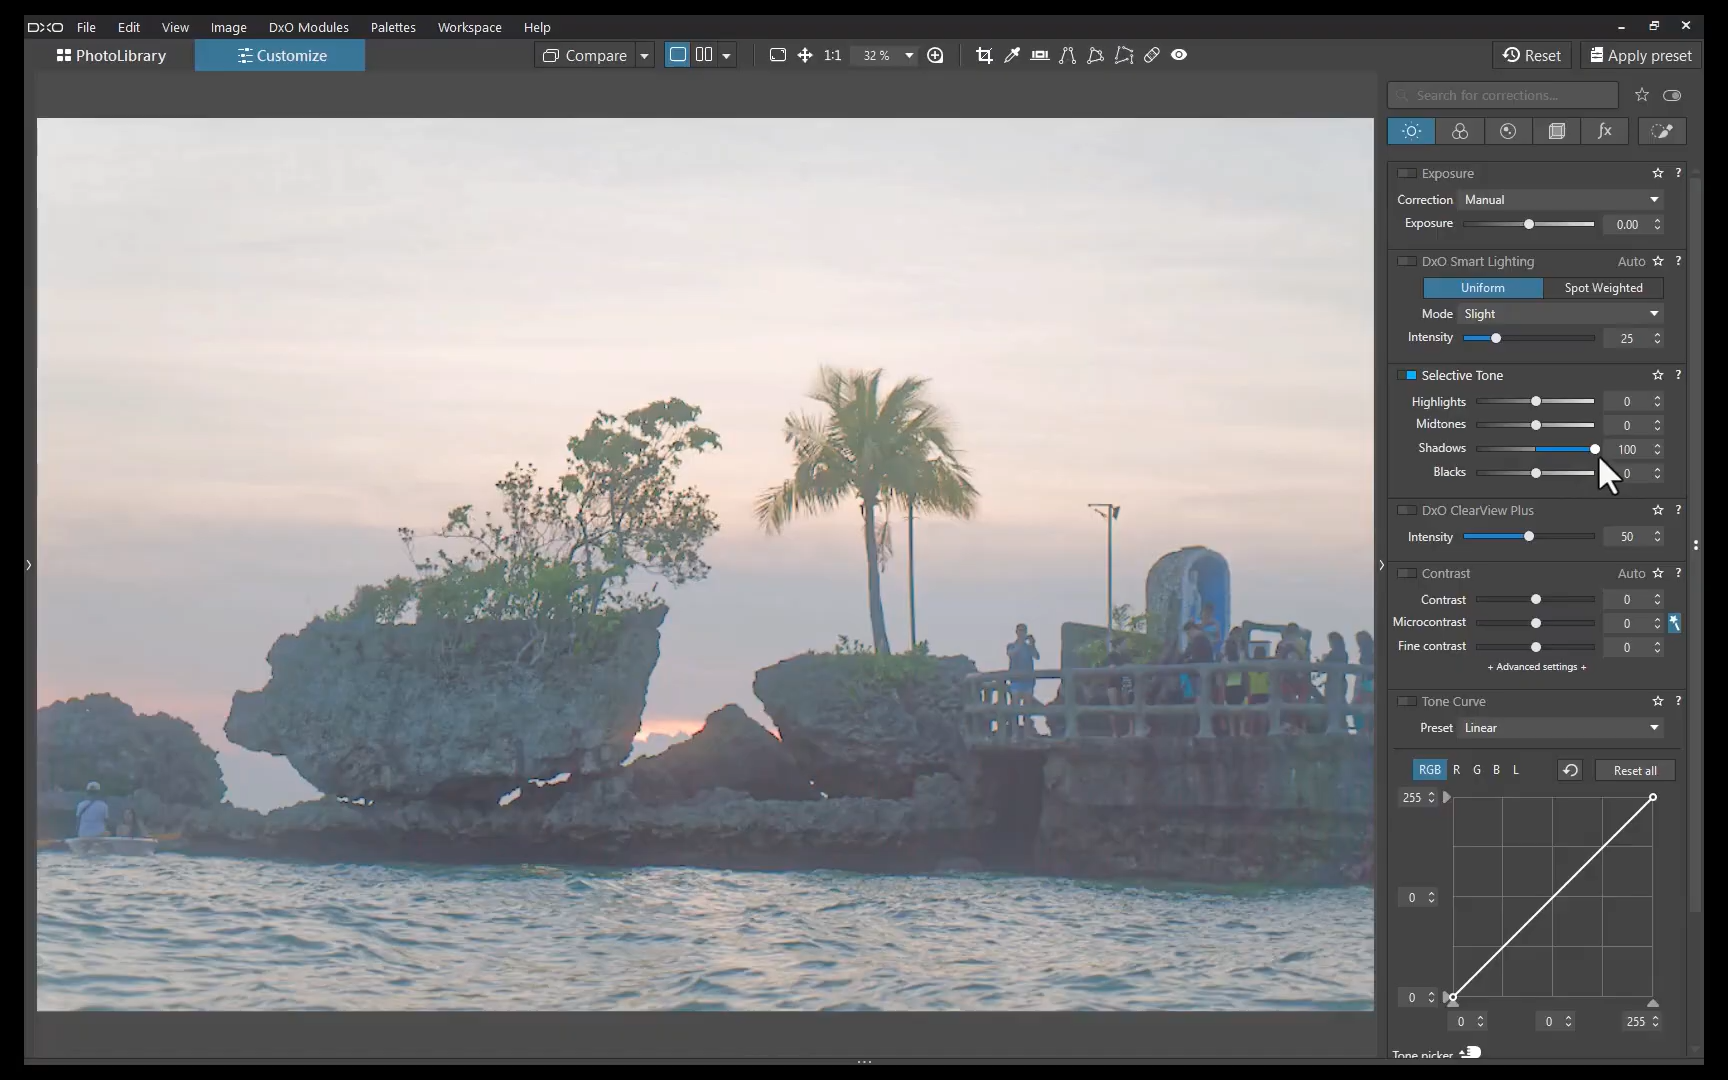 DXO File Edit View Image DxO Modules Palettes Workspace Help
PhotoLibrary Customize Compare 1:1 32 % Reset Apply preset
Search for corrections...
fx
Exposure ?
Correction Manual
Exposure 0.00
DxO Smart Lighting Auto ?
Uniform Spot Weighted
Mode Slight
Intensity 25
Selective Tone ?
Highlights 0
Midtones 0
Shadows 100
Blacks 0
DxO ClearView Plus ?
Intensity 50
Contrast Auto ?
Contrast 0
Microcontrast 0
Fine contrast 0
+ Advanced settings +
Tone Curve ?
Preset Linear
RGB R G B L Reset all
255
0
0
0 0 255
Tone picker